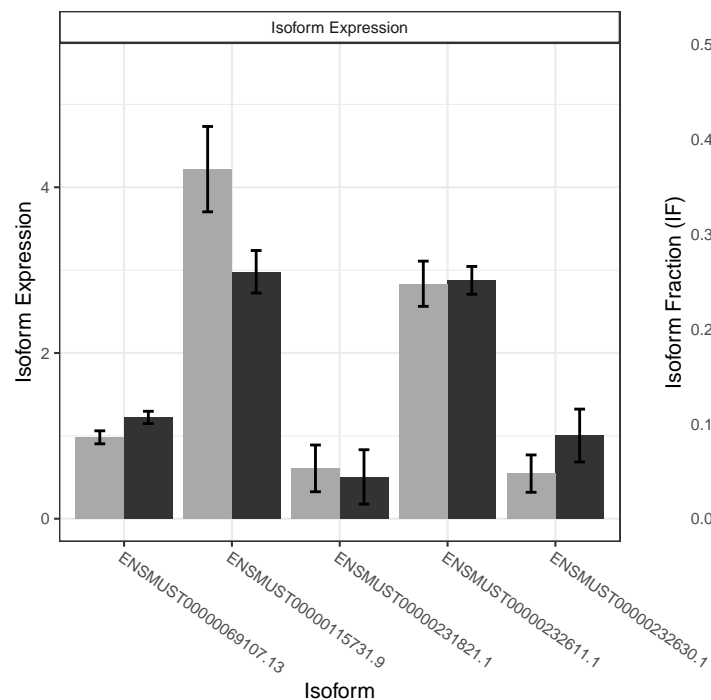 Isoform Expression
Isoform Expression
4
2
0
ENSMUST00000069107.13
ENSMUST00000115731.9
ENSMUST00000231821.1
ENSMUST00000232611.1
ENSMUST00000232630.1
Isoform
Isoform Fraction (IF)
0.5
0.4
0.3
0.2
0.1
0.0